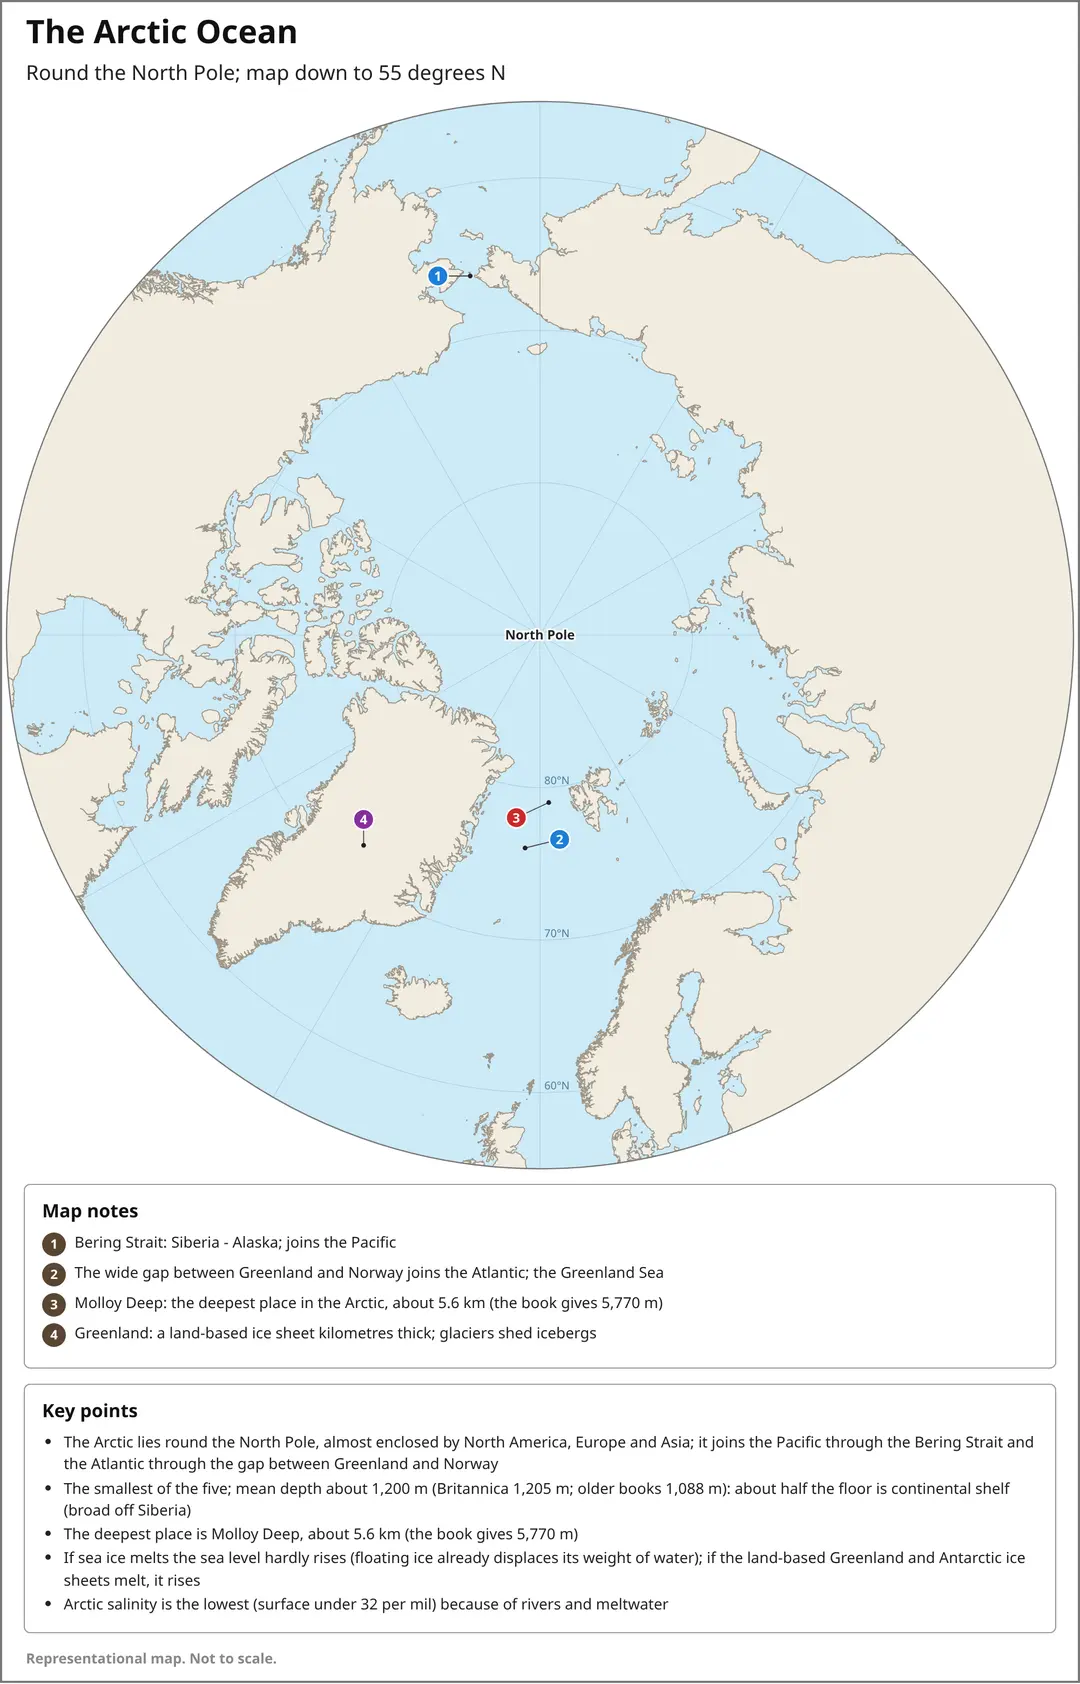 The Arctic Ocean
Round the North Pole; map down to 55 degrees N
1
North Pole
80°N
3
4
2
70°N
60°N
Map notes
1 Bering Strait: Siberia - Alaska; joins the Pacific
2 The wide gap between Greenland and Norway joins the Atlantic; the Greenland Sea
3 Molloy Deep: the deepest place in the Arctic, about 5.6 km (the book gives 5,770 m)
4 Greenland: a land-based ice sheet kilometres thick; glaciers shed icebergs
Key points
• The Arctic lies round the North Pole, almost enclosed by North America, Europe and Asia; it joins the Pacific through the Bering Strait and
the Atlantic through the gap between Greenland and Norway
• The smallest of the five; mean depth about 1,200 m (Britannica 1,205 m; older books 1,088 m): about half the floor is continental shelf
(broad off Siberia)
• The deepest place is Molloy Deep, about 5.6 km (the book gives 5,770 m)
• If sea ice melts the sea level hardly rises (floating ice already displaces its weight of water); if the land-based Greenland and Antarctic ice
sheets melt, it rises
• Arctic salinity is the lowest (surface under 32 per mil) because of rivers and meltwater
Representational map. Not to scale.